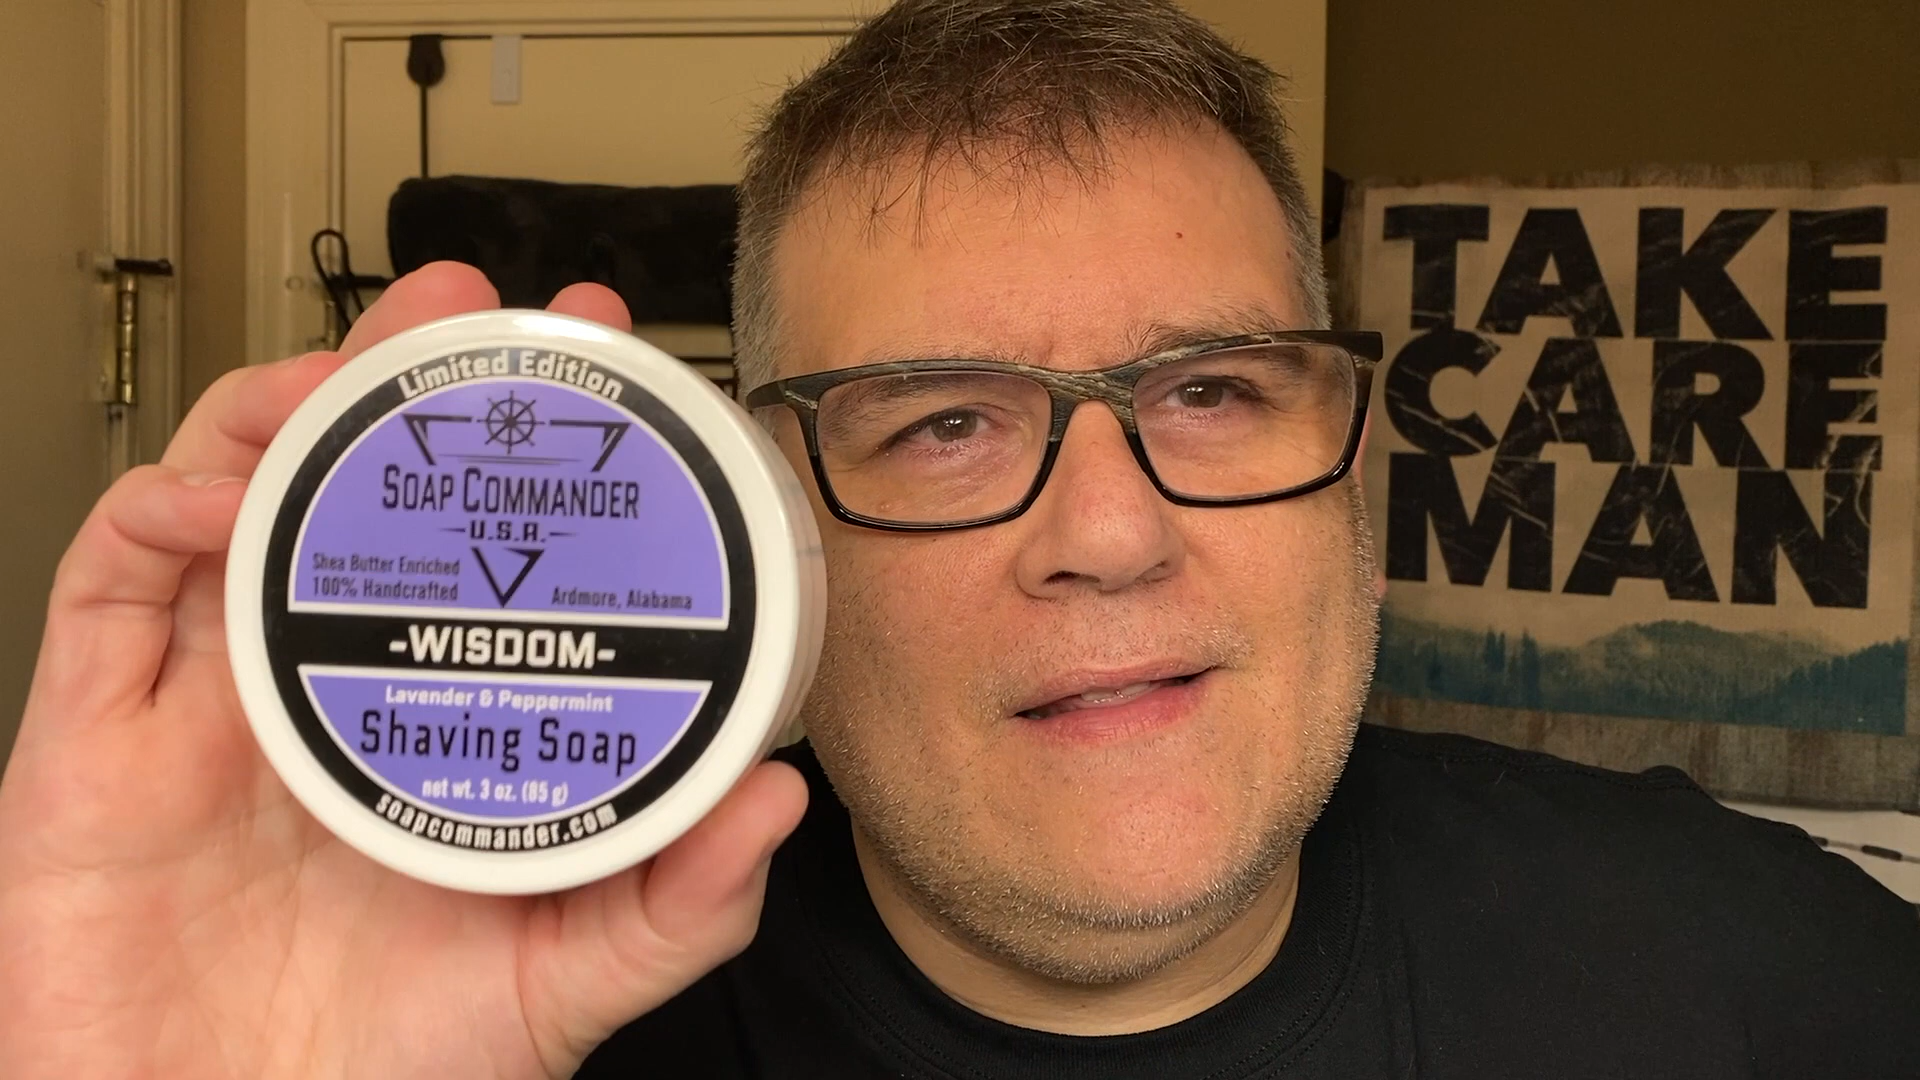 Limited Edition
SOAP COMMANDER
U.S.A.
Shea Butter Enriched
100% Handcrafted
Ardmore, Alabama
-WISDOM-
Lavender & Peppermint
Shaving Soap
net wt. 3 oz. (85 g)
soapcommander.com
TAKE
CARE
MAN